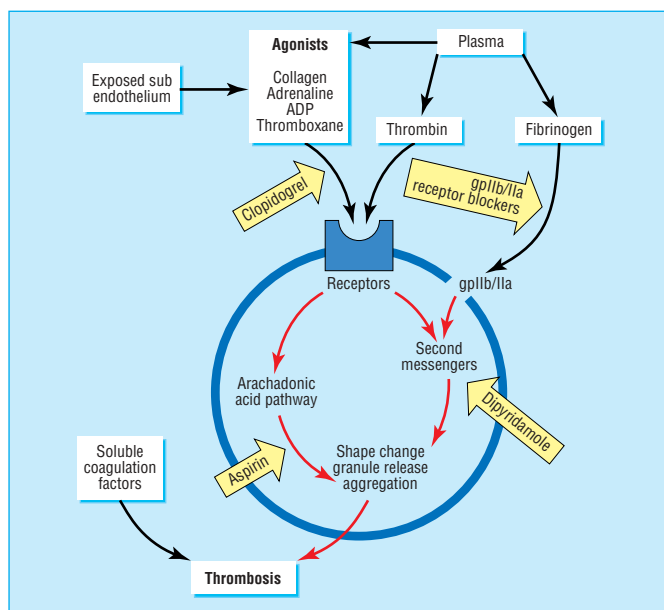 Agonists
Collagen
Adrenaline
ADP
Thromboxane
Plasma
Exposed sub
endothelium
Thrombin
Fibrinogen
Clopidogrel
gpIIb/IIa
receptor blockers
Receptors
gpIIb/IIa
Second
messengers
Arachadonic
acid pathway
Dipyridamole
Aspirin
Shape change
granule release
aggregation
Soluble
coagulation
factors
Thrombosis